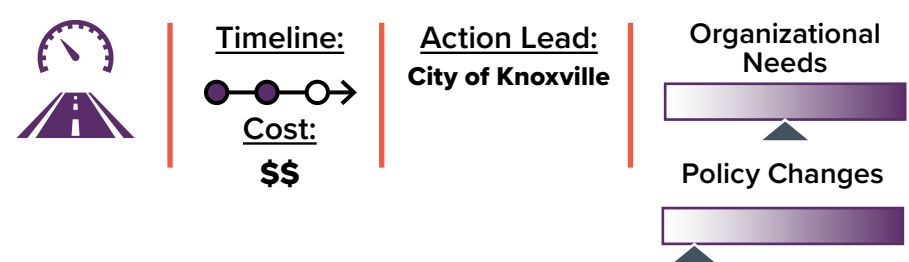 Timeline:
Cost:
$$
Action Lead:
City of Knoxville
Organizational
Needs
Policy Changes